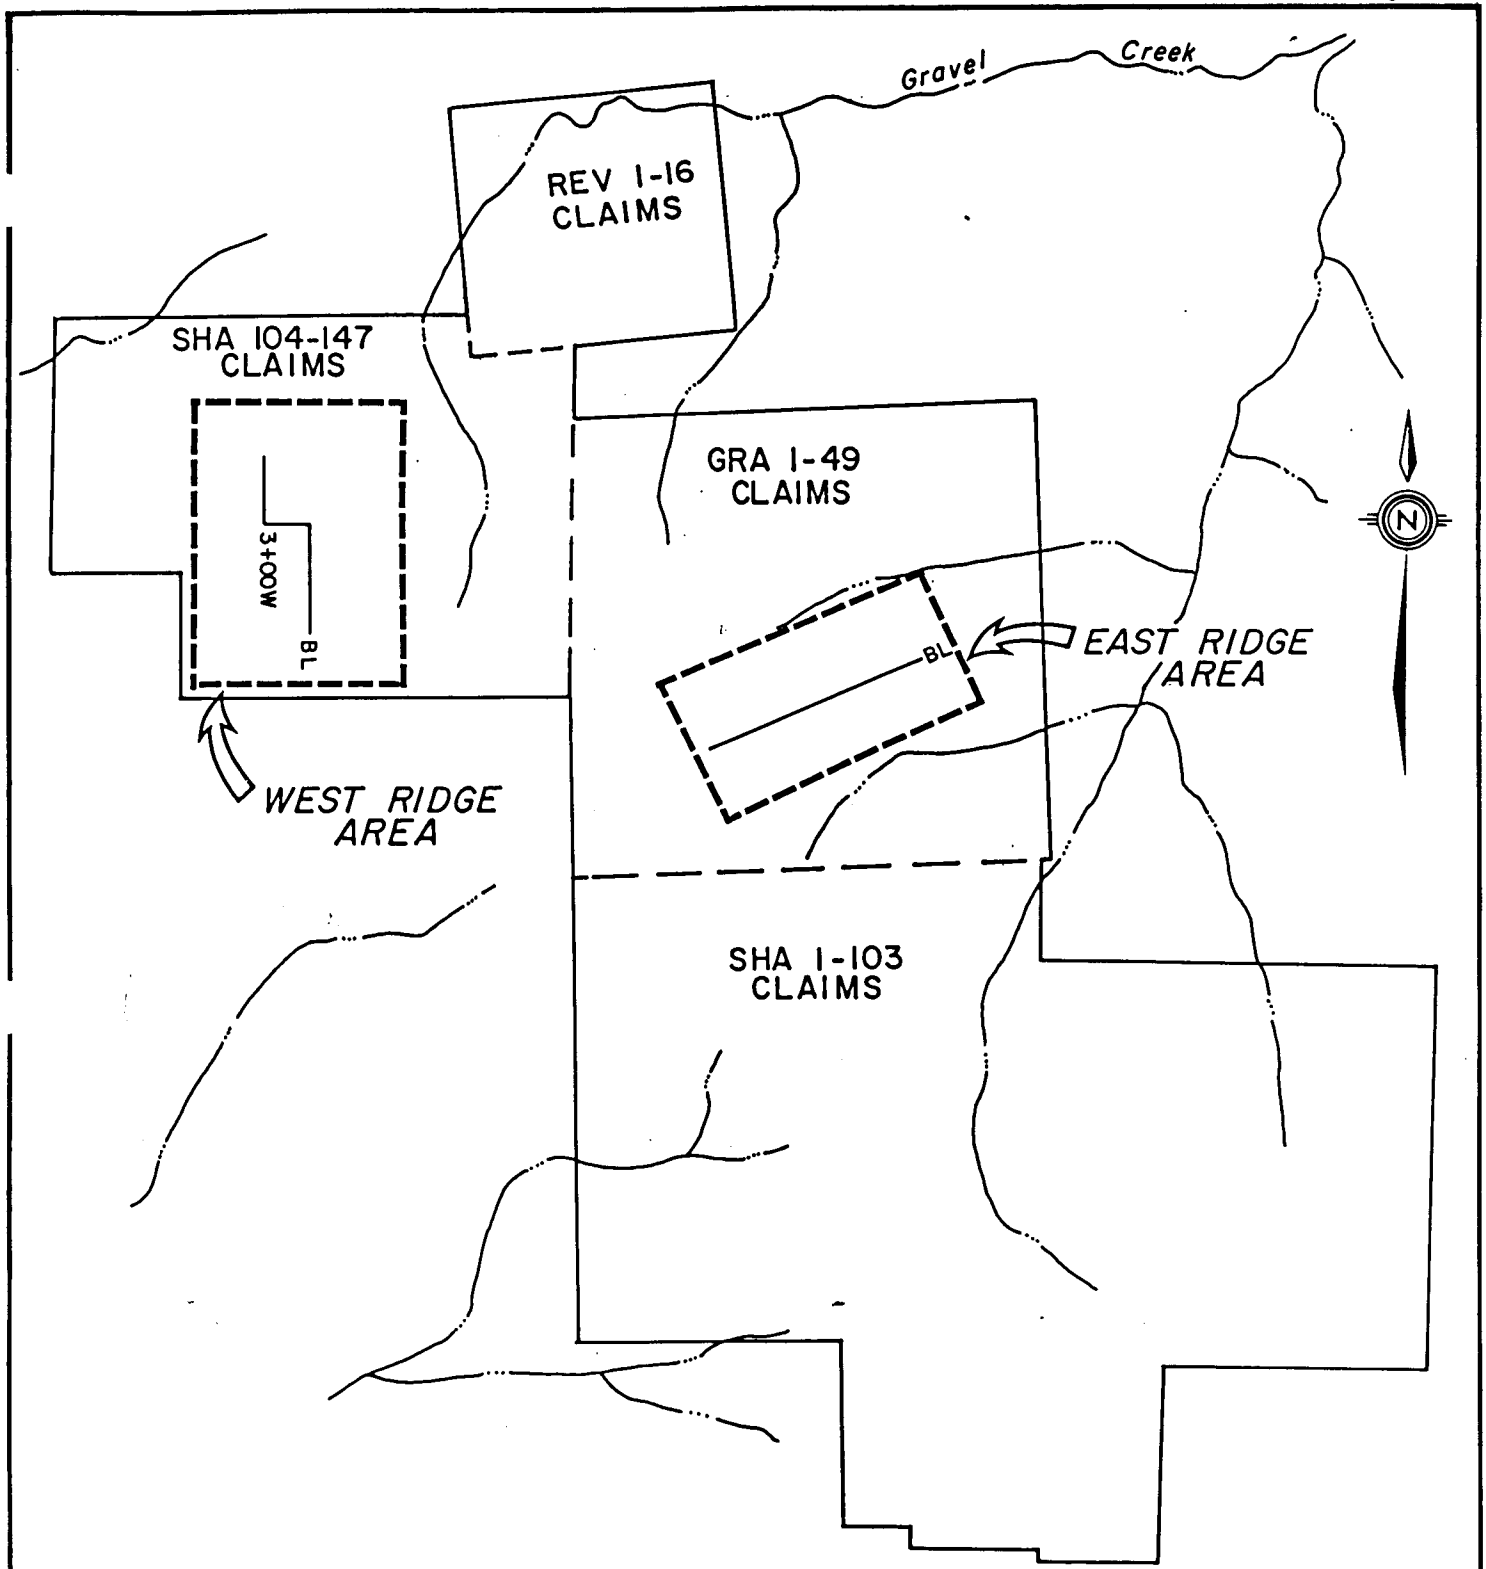 Gravel Creek
REV 1-16
CLAIMS
SHA 104-147
CLAIMS
GRA 1-49
CLAIMS
N
3+00W
BL
BL
EAST RIDGE
AREA
WEST RIDGE
AREA
SHA 1-103
CLAIMS